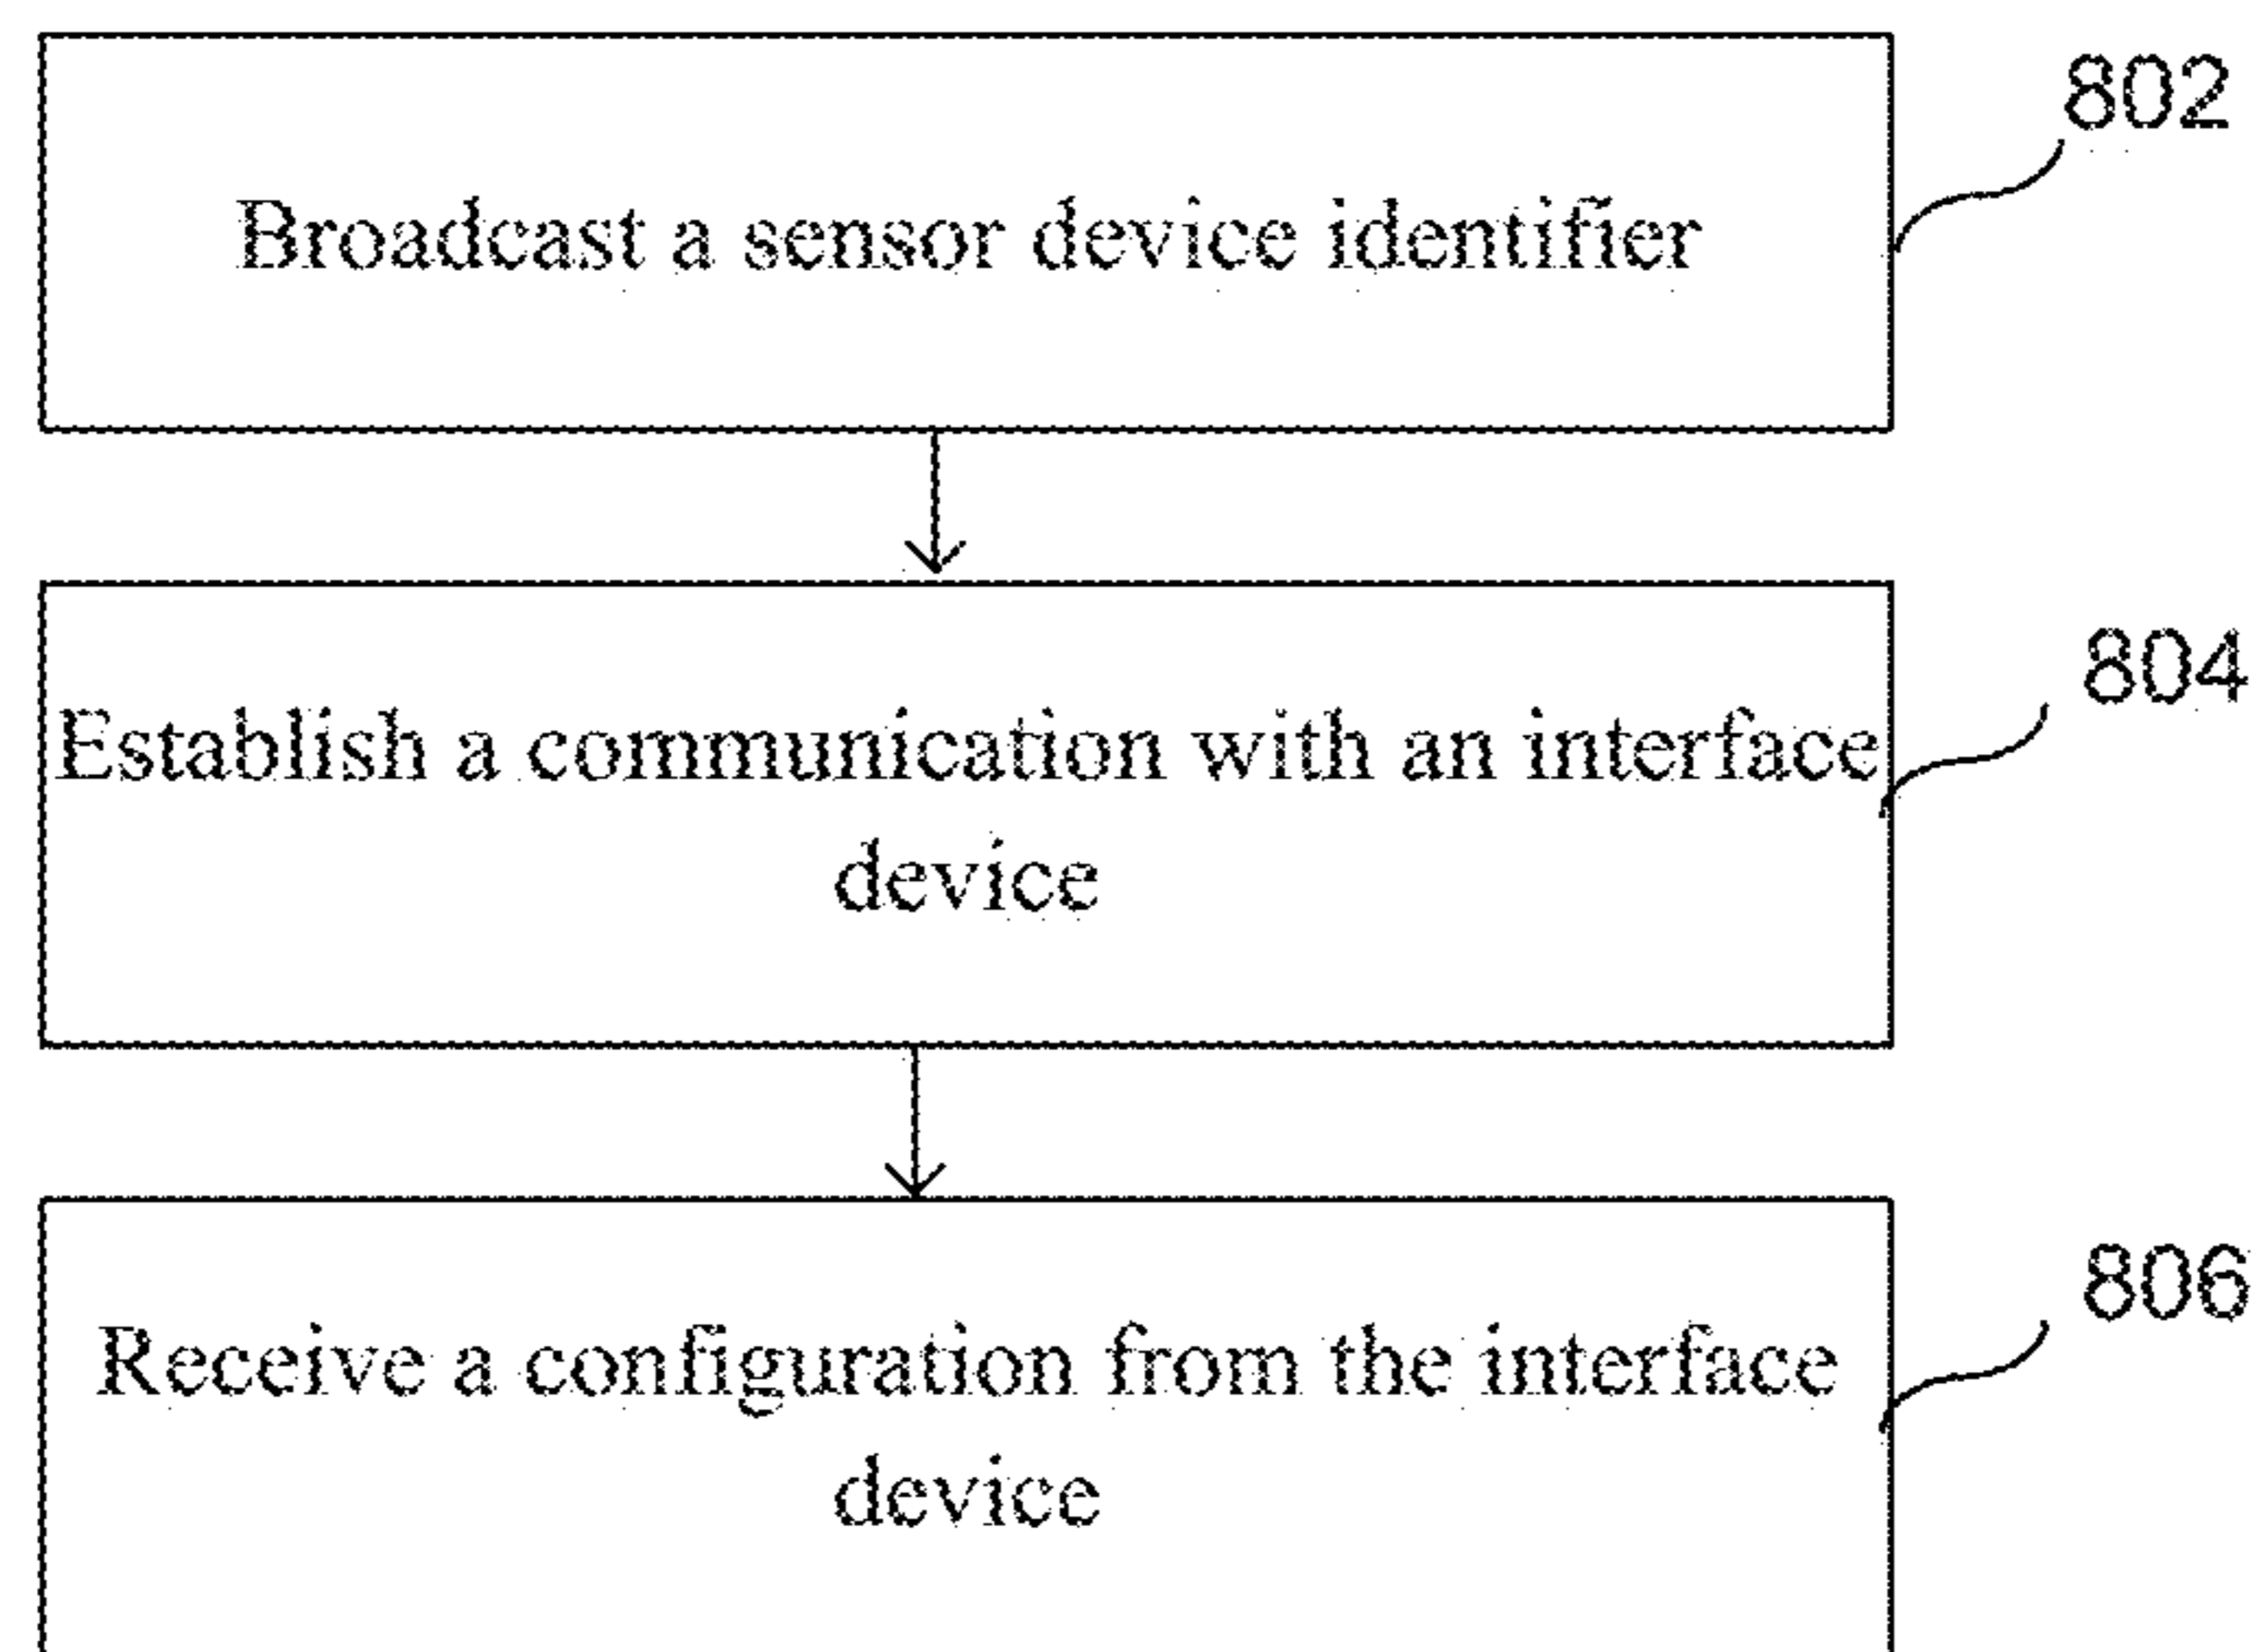 802
Broadcast a sensor device identifier
804
Establish a communication with an interface
device
806
Receive a configuration from the interface
device